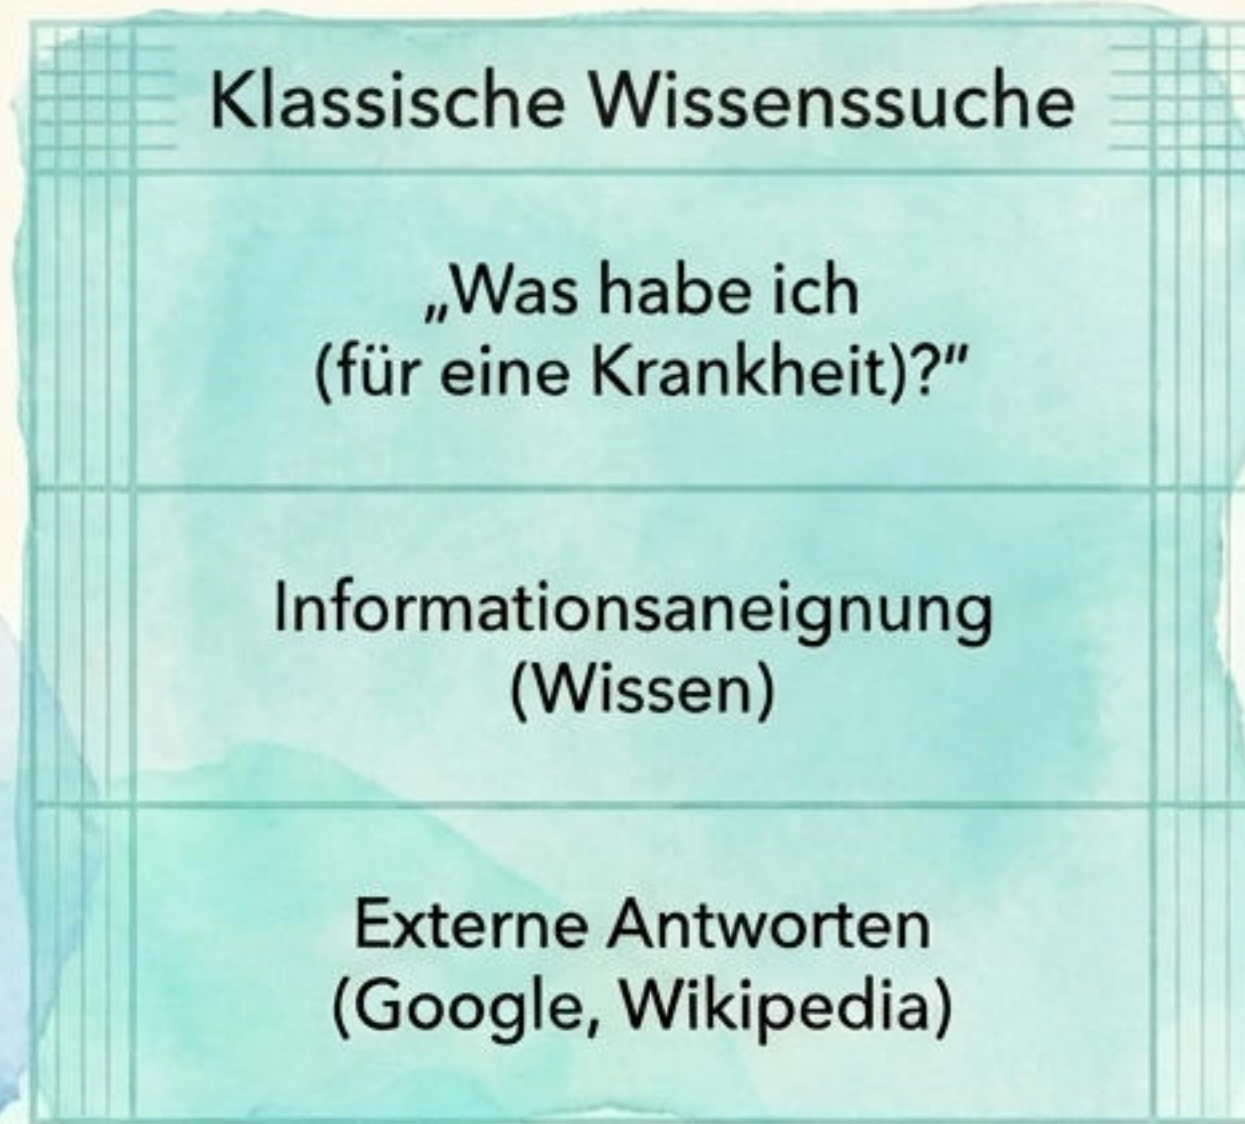 Klassische Wissenssuche
„Was habe ich
(für eine Krankheit)?“
Informationsaneignung
(Wissen)
Externe Antworten
(Google, Wikipedia)